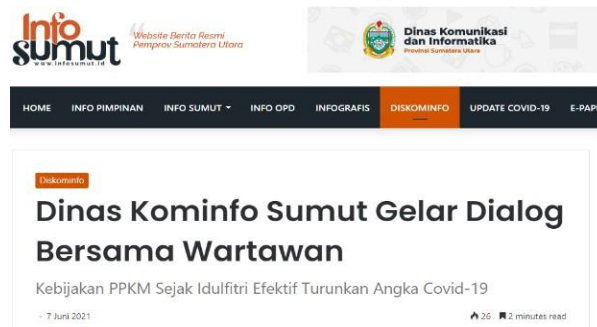 Info
sumut
www.infosumut.id
Website Berita Resmi
Pemprov Sumatera Utara
Dinas Komunikasi
dan Informatika
Provinsi Sumatera Utara
HOME INFO PIMPINAN INFO SUMUT INFO OPD INFOGRAFIS DISKOMINFO UPDATE COVID-19 E-PAP
Diskominfo
Dinas Kominfo Sumut Gelar Dialog
Bersama Wartawan
Kebijakan PPKM Sejak Idulfitri Efektif Turunkan Angka Covid-19
- 7 Juni 2021 26 2 minutes read